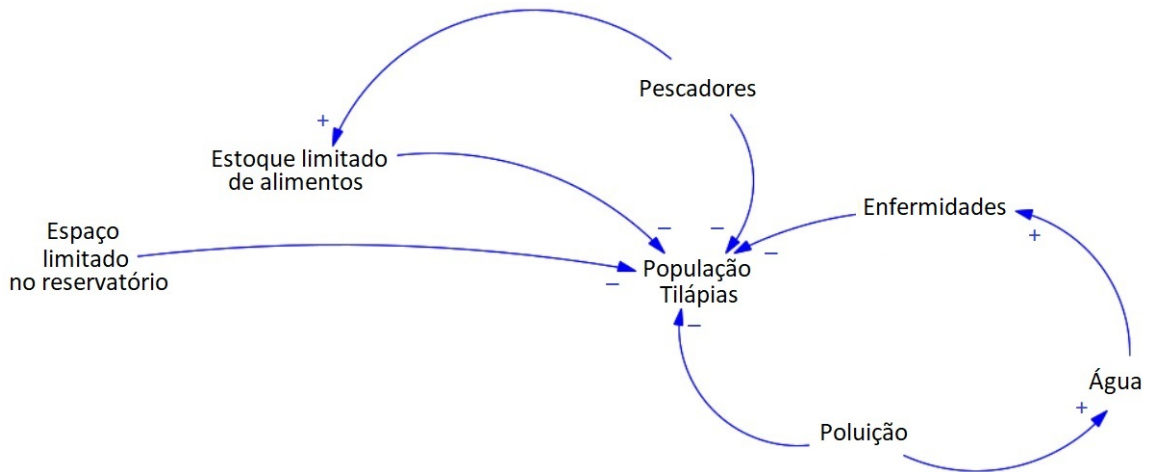 Pescadores
+
Estoque limitado
de alimentos
Enfermidades
+
Espaço
limitado
no reservatório
–
–
–
–
–
População
Tilápias
Água
+
Poluição